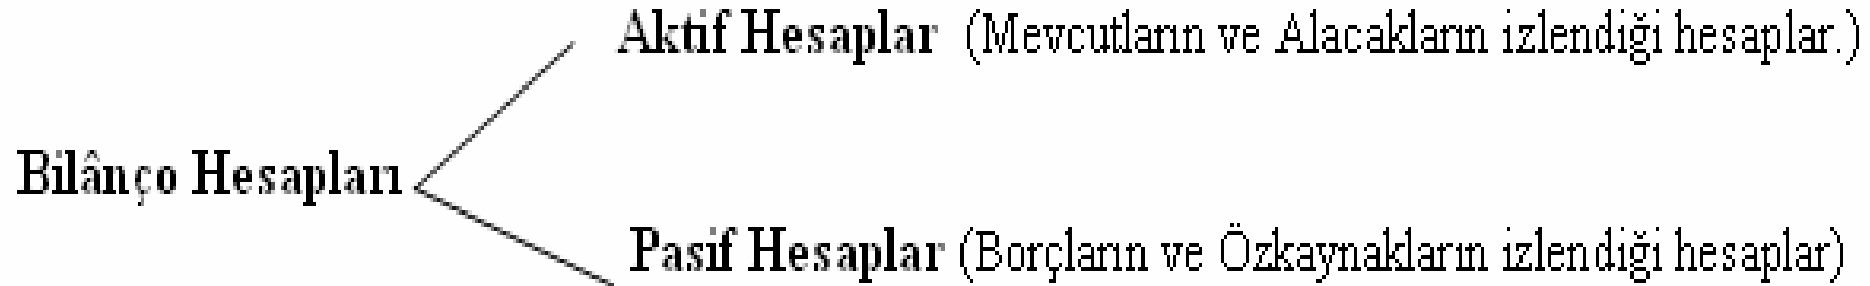 Aktif Hesaplar (Mevcutların ve Alacakların izlendiği hesaplar.)
Bilânço Hesapları
Pasif Hesaplar (Borçların ve Özkaynakların izlendiği hesaplar)